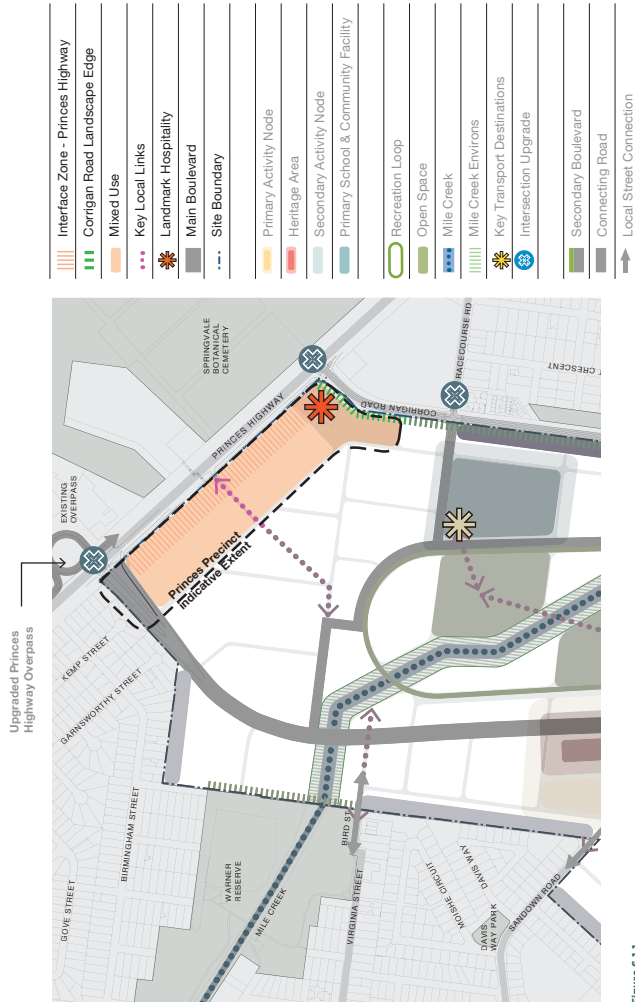 Interface Zone - Princes Highway
Corrigan Road Landscape Edge
Mixed Use
Key Local Links
Landmark Hospitality
Main Boulevard
Site Boundary
Primary Activity Node
Heritage Area
Secondary Activity Node
Primary School & Community Facility
Recreation Loop
Open Space
Mile Creek
Mile Creek Environs
Key Transport Destinations
Intersection Upgrade
Secondary Boulevard
Connecting Road
Local Street Connection
Upgraded Princes
Highway Overpass
EXISTING
OVERPASS
SPRINGVALE
BOTANICAL
CEMETERY
PRINCES HIGHWAY
CORRIGAN ROAD
RACECOURSE RD
T CRESCENT
Princes Precinct
Indicative Extent
KEMP STREET
GARNSWORTHY STREET
BIRMINGHAM STREET
GOVE STREET
WARNER
RESERVE
MILE CREEK
BIRD ST
VIRGINIA STREET
MOISHE CIRCUIT
DAVIS WAY
DAVIS
WAY PARK
SANDOWN ROAD